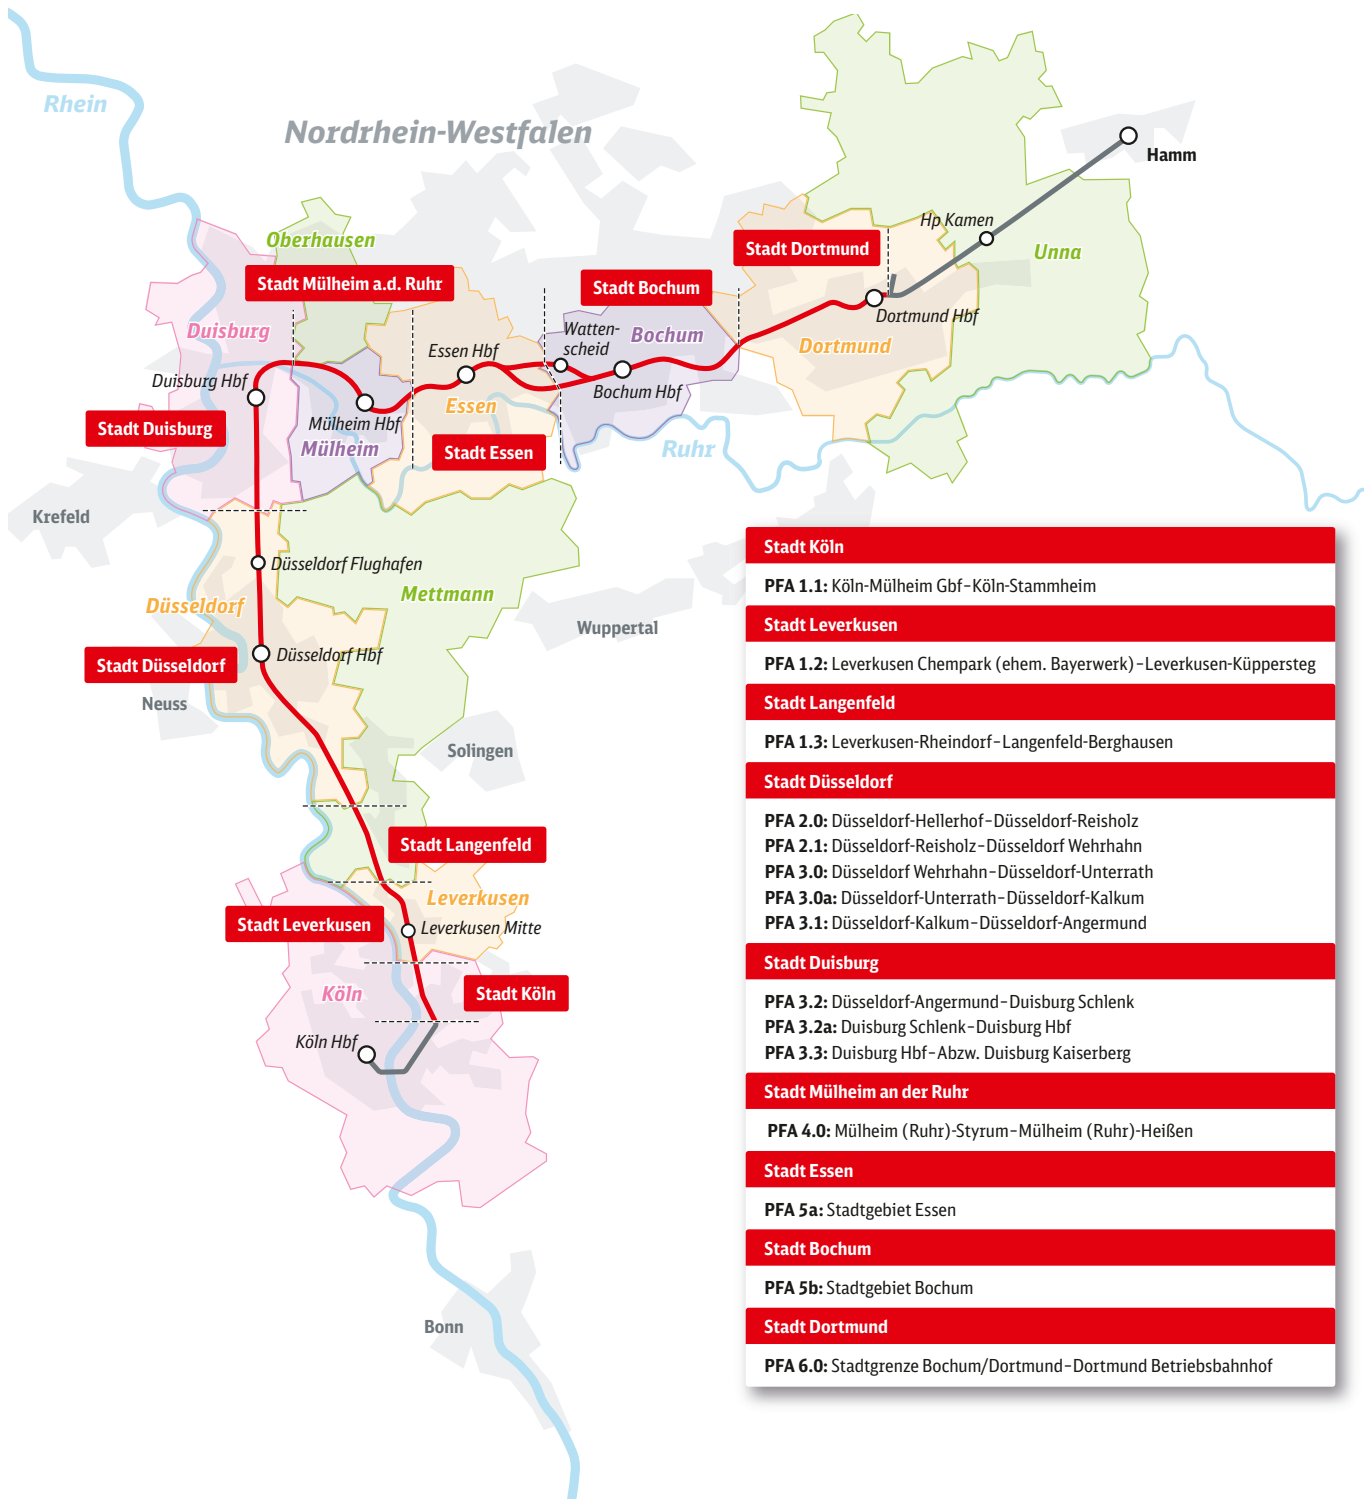 Rhein
Nordrhein-Westfalen
Hamm
Hp Kamen
Unna
Oberhausen
Stadt Dortmund
Stadt Mülheim a.d. Ruhr
Stadt Bochum
Duisburg
Watten-
scheid
Bochum
Dortmund Hbf
Dortmund
Essen Hbf
Duisburg Hbf
Bochum Hbf
Essen
Mülheim Hbf
Stadt Duisburg
Mülheim
Stadt Essen
Ruhr
Krefeld
Düsseldorf Flughafen
Mettmann
Düsseldorf
Wuppertal
Düsseldorf Hbf
Stadt Düsseldorf
Neuss
Solingen
Stadt Langenfeld
Leverkusen
Stadt Leverkusen
Leverkusen Mitte
Köln
Stadt Köln
Köln Hbf
Bonn
Stadt Köln
PFA 1.1: Köln-Mülheim Gbf–Köln-Stammheim
Stadt Leverkusen
PFA 1.2: Leverkusen Chempark (ehem. Bayerwerk)–Leverkusen-Küppersteg
Stadt Langenfeld
PFA 1.3: Leverkusen-Rheindorf–Langenfeld-Berghausen
Stadt Düsseldorf
PFA 2.0: Düsseldorf-Hellerhof–Düsseldorf-Reisholz
PFA 2.1: Düsseldorf-Reisholz–Düsseldorf Wehrhahn
PFA 3.0: Düsseldorf Wehrhahn–Düsseldorf-Unterrath
PFA 3.0a: Düsseldorf-Unterrath–Düsseldorf-Kalkum
PFA 3.1: Düsseldorf-Kalkum–Düsseldorf-Angermund
Stadt Duisburg
PFA 3.2: Düsseldorf-Angermund–Duisburg Schlenk
PFA 3.2a: Duisburg Schlenk–Duisburg Hbf
PFA 3.3: Duisburg Hbf–Abzw. Duisburg Kaiserberg
Stadt Mülheim an der Ruhr
PFA 4.0: Mülheim (Ruhr)-Styrum–Mülheim (Ruhr)-Heißen
Stadt Essen
PFA 5a: Stadtgebiet Essen
Stadt Bochum
PFA 5b: Stadtgebiet Bochum
Stadt Dortmund
PFA 6.0: Stadtgrenze Bochum/Dortmund–Dortmund Betriebsbahnhof